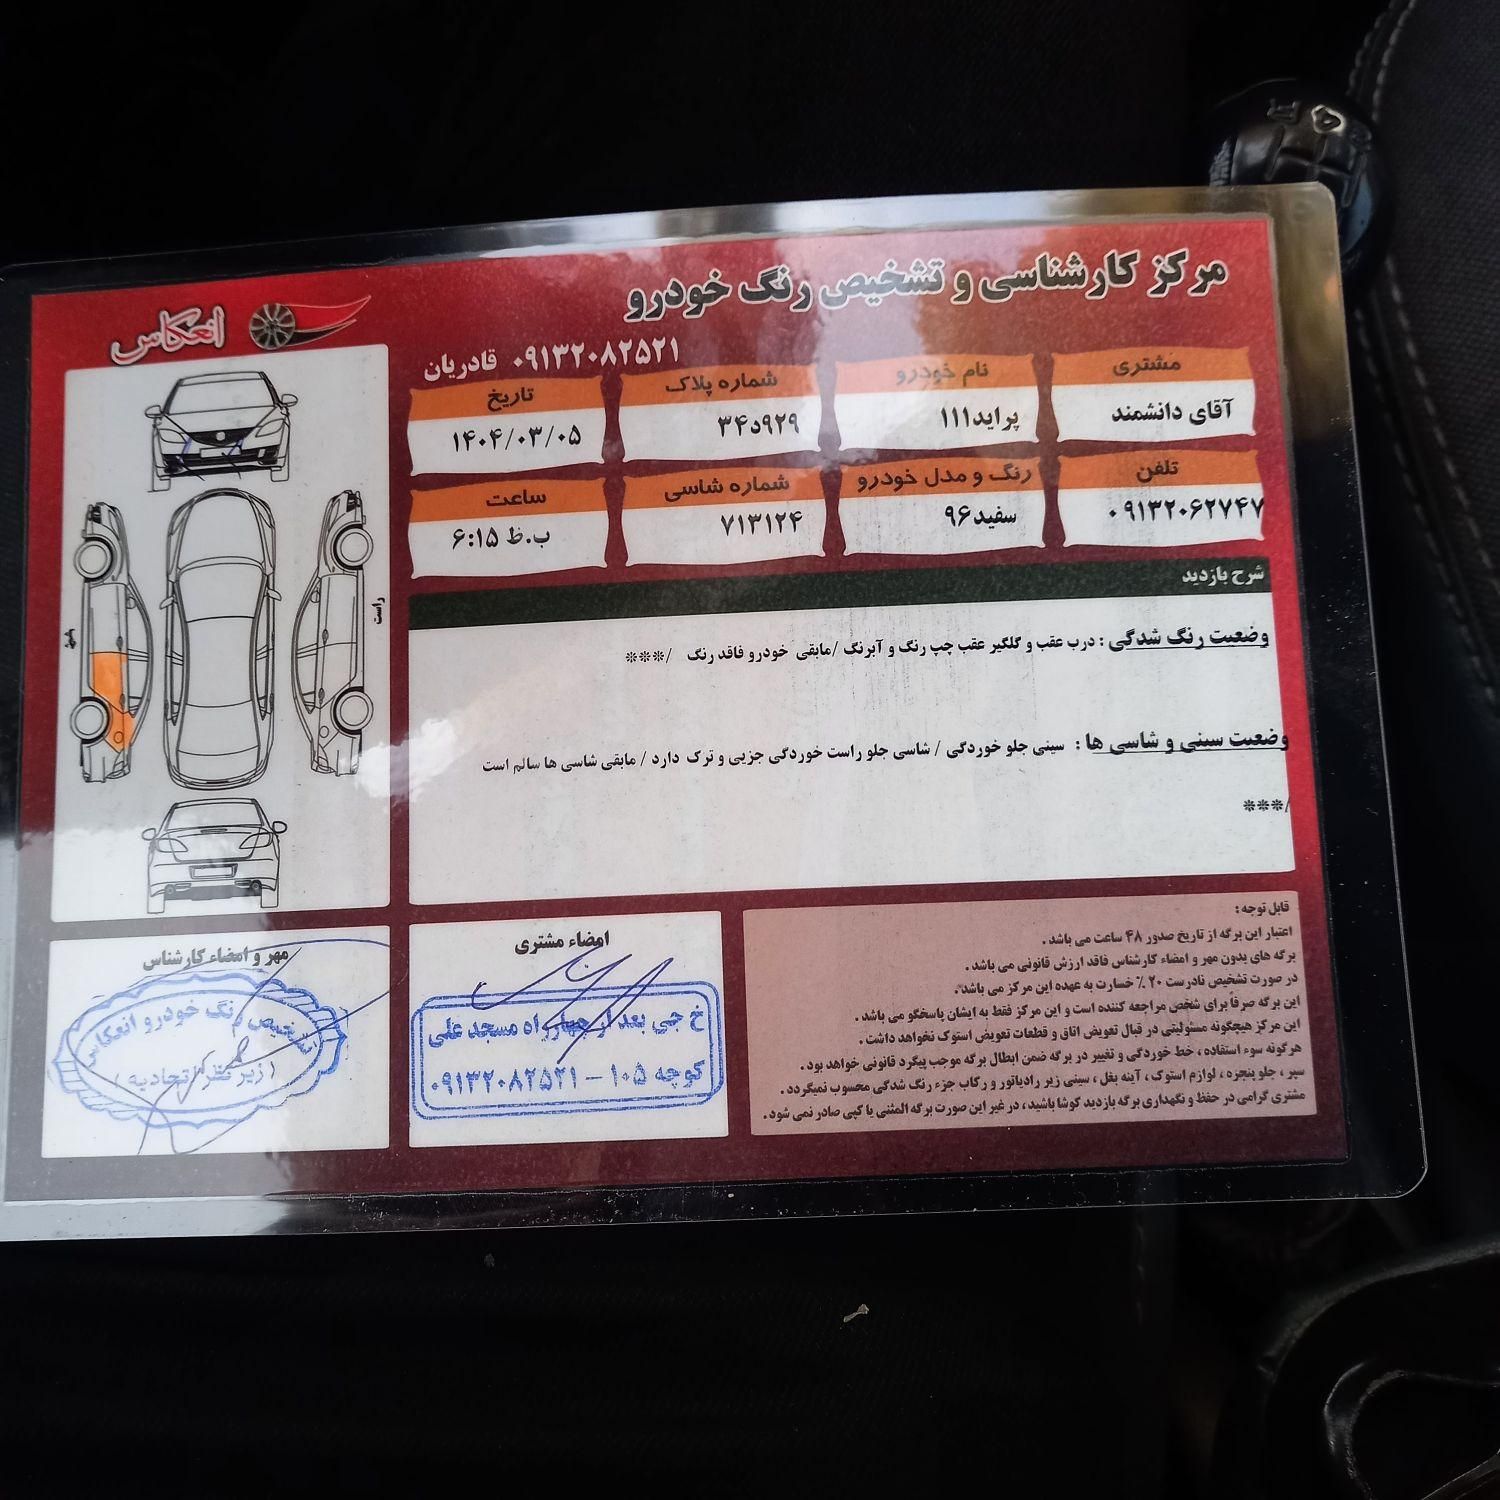 مرکز کارشناسی و تشخیص رنگ خودرو
انعکاس
۰۹۱۳۲۰۸۲۵۲۱ قادریان
مشتری
آقای دانشمند
نام خودرو
پراید۱۱۱
شماره پلاک
۹۲۹د۳۴
تاریخ
۱۴۰۴/۰۳/۰۵
تلفن
۰۹۱۳۲۰۶۲۷۴۷
رنگ و مدل خودرو
سفید۹۶
شماره شاسی
۷۱۳۱۲۴
ساعت
ب.ظ ۶:۱۵
شرح بازدید
وضعیت رنگ شدگی : درب عقب و گلگیر عقب چپ رنگ و آبرنگ /مابقی خودرو فاقد رنگ /***
وضعیت سینی و شاسی ها : سینی جلو خوردگی / شاسی جلو راست خوردگی جزیی و ترک دارد / مابقی شاسی ها سالم است
/***
راست
چپ
قابل توجه :
اعتبار این برگه از تاریخ صدور ۴۸ ساعت می باشد .
برگه های بدون مهر و امضاء کارشناس فاقد ارزش قانونی می باشد .
در صورت تشخیص نادرست ۲۰ ٪ خسارت به عهده این مرکز می باشد .
این برگه صرفاً برای شخص مراجعه کننده است و این مرکز فقط به ایشان پاسخگو می باشد .
این مرکز هیچگونه مسئولیتی در قبال تعویض اتاق و قطعات تعویض استوک نخواهد داشت .
هرگونه سوء استفاده ، خط خوردگی و تغییر در برگه ضمن ابطال برگه موجب پیگرد قانونی خواهد بود .
سپر ، جلو پنجره ، لوازم استوک ، آینه بغل ، سینی زیر رادیاتور و رکاب جزء رنگ شدگی محسوب نمیگردد .
مشتری گرامی در حفظ و نگهداری برگه بازدید کوشا باشید ، در غیر این صورت برگه المثنی یا کپی صادر نمی شود .
امضاء مشتری
خ جی بعد از چهارراه مسجد علی
کوچه ۱۰۵ – ۰۹۱۳۲۰۸۲۵۲۱
مهر و امضاء کارشناس
تشخیص رنگ خودرو انعکاس
( زیر نظر اتحادیه )